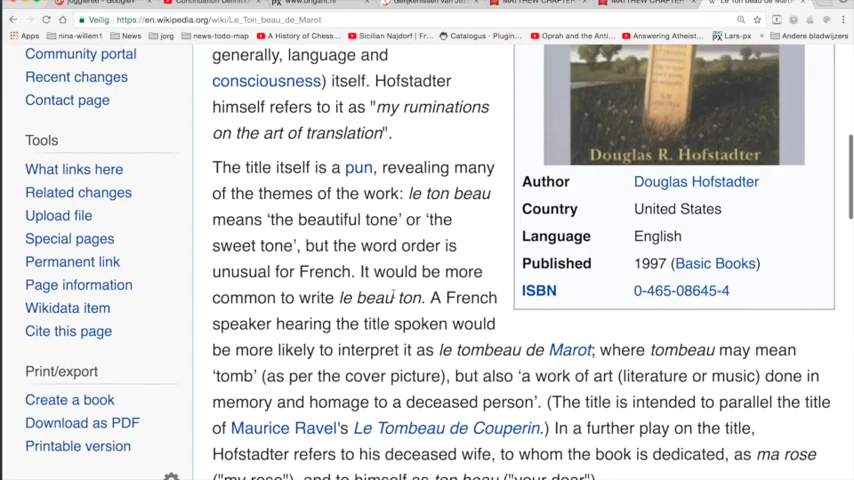 Veilig https://en.wikipedia.org/wiki/Le_Ton_beau_de_Marot
Apps News jorg news-todo-map A History of Chess… Sicilian Najdorf | Fr… Catalogus - Plugin… Oprah and the Anti… Answering Atheist… Lars-px Andere bladwijzers
Community portal
Recent changes
Contact page
Tools
What links here
Related changes
Upload file
Special pages
Permanent link
Page information
Wikidata item
Cite this page
Print/export
Create a book
Download as PDF
Printable version
generally, language and
consciousness) itself. Hofstadter
himself refers to it as "my ruminations
on the art of translation".
The title itself is a pun, revealing many
of the themes of the work: le ton beau
means ‘the beautiful tone’ or ‘the
sweet tone’, but the word order is
unusual for French. It would be more
common to write le beau ton. A French
speaker hearing the title spoken would
be more likely to interpret it as le tombeau de Marot; where tombeau may mean
‘tomb’ (as per the cover picture), but also ‘a work of art (literature or music) done in
memory and homage to a deceased person’. (The title is intended to parallel the title
of Maurice Ravel's Le Tombeau de Couperin.) In a further play on the title,
Hofstadter refers to his deceased wife, to whom the book is dedicated, as ma rose
("my rose"), and to himself as ton beau ("your dear").
Douglas R. Hofstadter
Author Douglas Hofstadter
Country United States
Language English
Published 1997 (Basic Books)
ISBN 0-465-08645-4